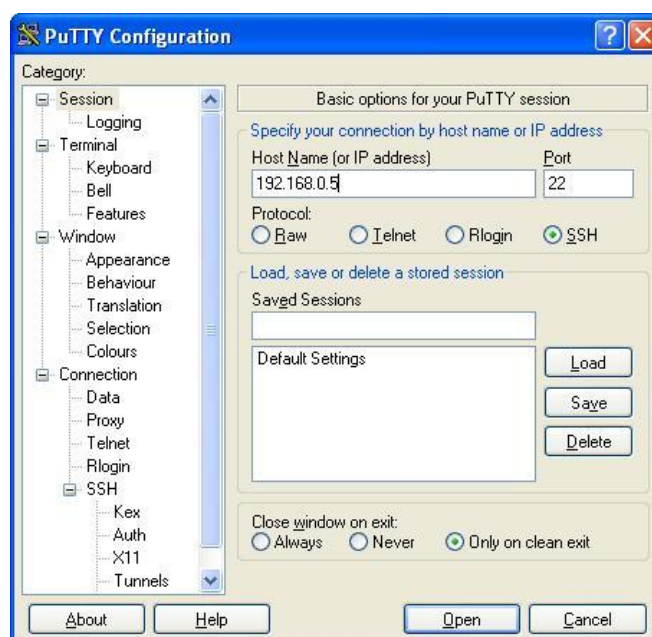 PuTTY Configuration
Category:
Session
Logging
Terminal
Keyboard
Bell
Features
Window
Appearance
Behaviour
Translation
Selection
Colours
Connection
Data
Proxy
Telnet
Rlogin
SSH
Kex
Auth
X11
Tunnels
Basic options for your PuTTY session
Specify your connection by host name or IP address
Host Name (or IP address) Port
192.168.0.5 22
Protocol:
Raw Telnet Rlogin SSH
Load, save or delete a stored session
Saved Sessions
Default Settings
Load
Save
Delete
Close window on exit:
Always Never Only on clean exit
About Help Open Cancel